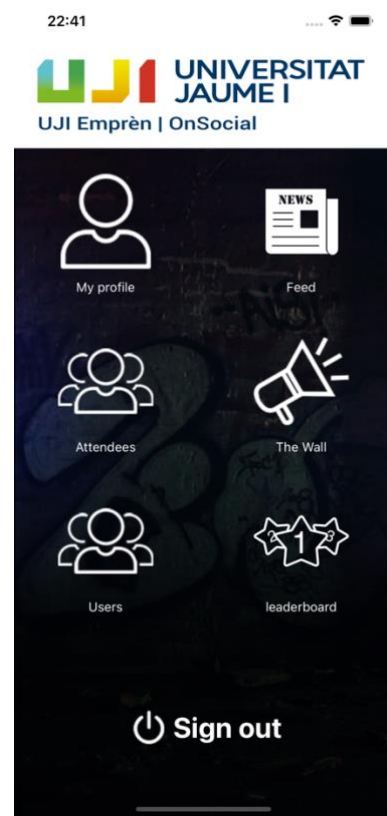 22:41
UJI UNIVERSITAT
JAUME I
UJI Emprèn | OnSocial
NEWS
My profile
Feed
Attendees
The Wall
2 1 3
Users
leaderboard
Sign out